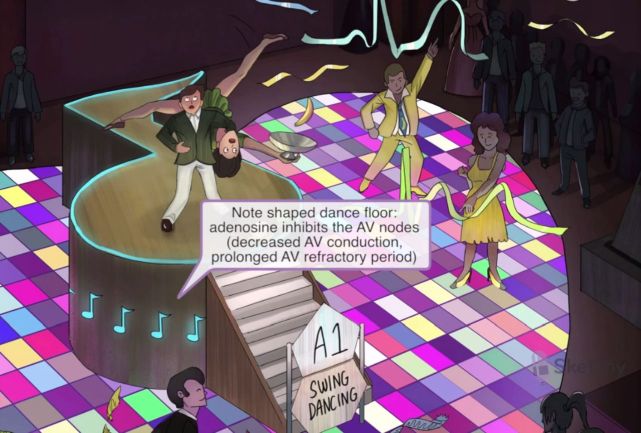 Note shaped dance floor:
adenosine inhibits the AV nodes
(decreased AV conduction,
prolonged AV refractory period)
A1
SWING
DANCING
Sketchy